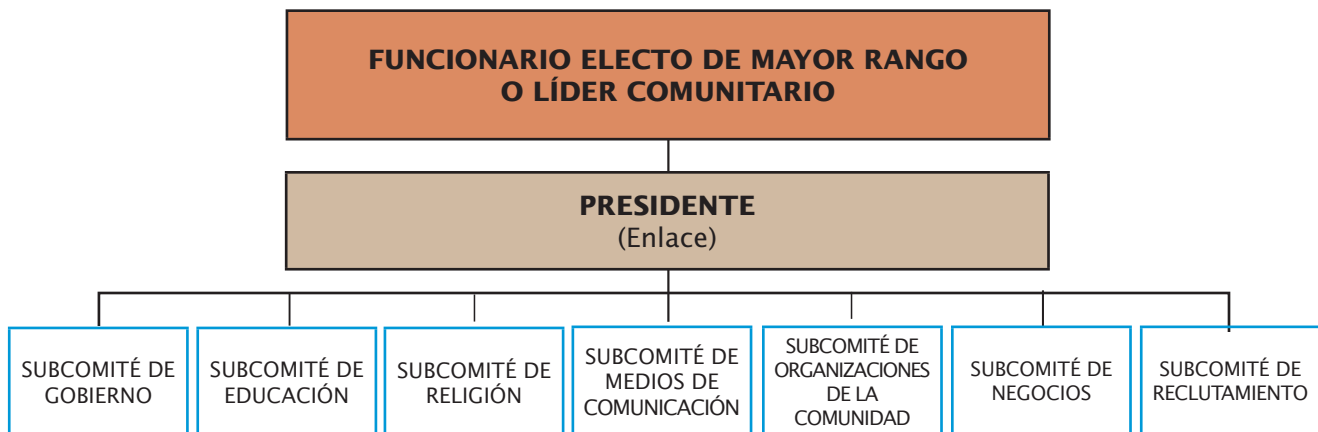 FUNCIONARIO ELECTO DE MAYOR RANGO
O LÍDER COMUNITARIO
PRESIDENTE
(Enlace)
SUBCOMITÉ DE
GOBIERNO
SUBCOMITÉ DE
EDUCACIÓN
SUBCOMITÉ DE
RELIGIÓN
SUBCOMITÉ DE
MEDIOS DE
COMUNICACIÓN
SUBCOMITÉ DE
ORGANIZACIONES
DE LA
COMUNIDAD
SUBCOMITÉ DE
NEGOCIOS
SUBCOMITÉ DE
RECLUTAMIENTO